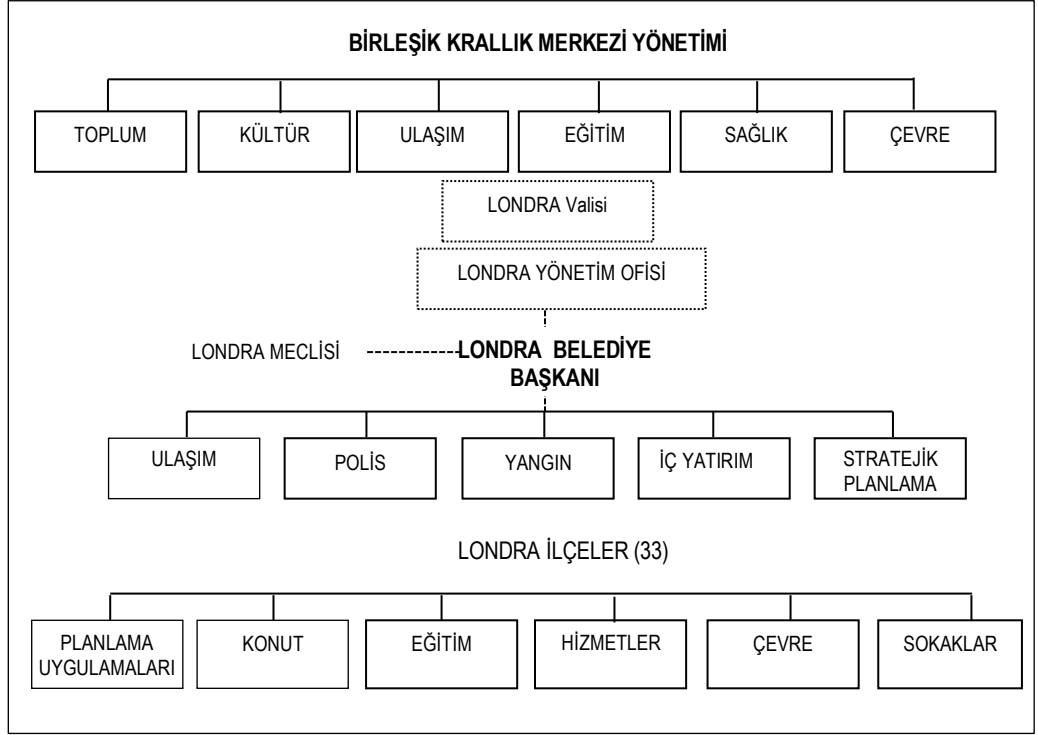 BİRLEŞİK KRALLIK MERKEZİ YÖNETİMİ
TOPLUM
KÜLTÜR
ULAŞIM
EĞİTİM
SAĞLIK
ÇEVRE
LONDRA Valisi
LONDRA YÖNETİM OFİSİ
LONDRA MECLİSİ
LONDRA BELEDİYE
BAŞKANI
ULAŞIM
POLİS
YANGIN
İÇ YATIRIM
STRATEJİK
PLANLAMA
LONDRA İLÇELER (33)
PLANLAMA
UYGULAMALARI
KONUT
EĞİTİM
HİZMETLER
ÇEVRE
SOKAKLAR